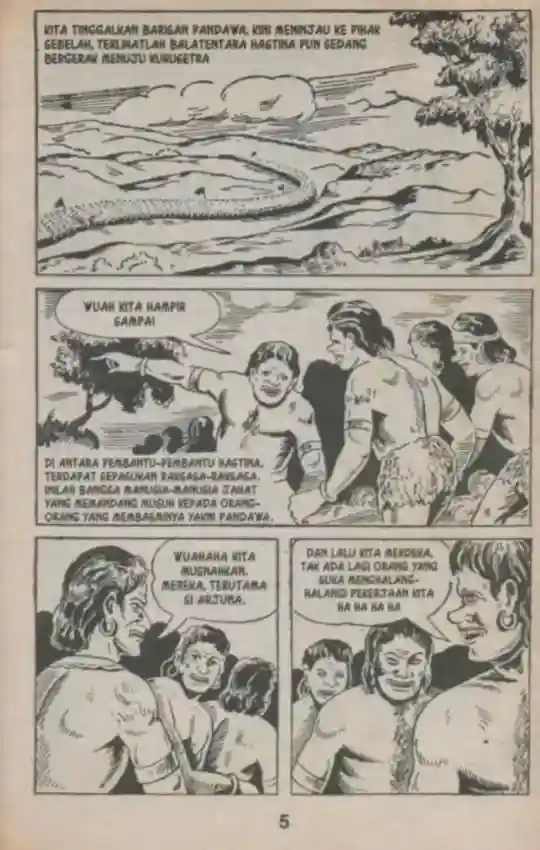 KITA TINGGALKAN BARISAN PANDAWA, KINI MENINJAU KE PIHAK
SEBELAH, TERLIHATLAH BALATENTARA HASTINA PUN SEDANG
BERGERAK MENUJU KURUSETRA
WUAH KITA HAMPIR
SAMPAI
DI ANTARA PEMBANTU-PEMBANTU HASTINA,
TERDAPAT SEPASUKAN RAKSASA-RAKSASA.
INILAH BANGSA MANUSIA-MANUSIA JAHAT
YANG MEMANDANG MUSUH KEPADA ORANG-
ORANG YANG MEMBASMINYA YAKNI PANDAWA.
WUAHAHA KITA
MUSNAHKAN.
MEREKA, TERUTAMA
SI ARJUNA.
DAN LALU KITA MERDEKA,
TAK ADA LAGI ORANG YANG
SUKA MENGHALANG-
HALANGI PEKERJAAN KITA
HA HA HA HA
5